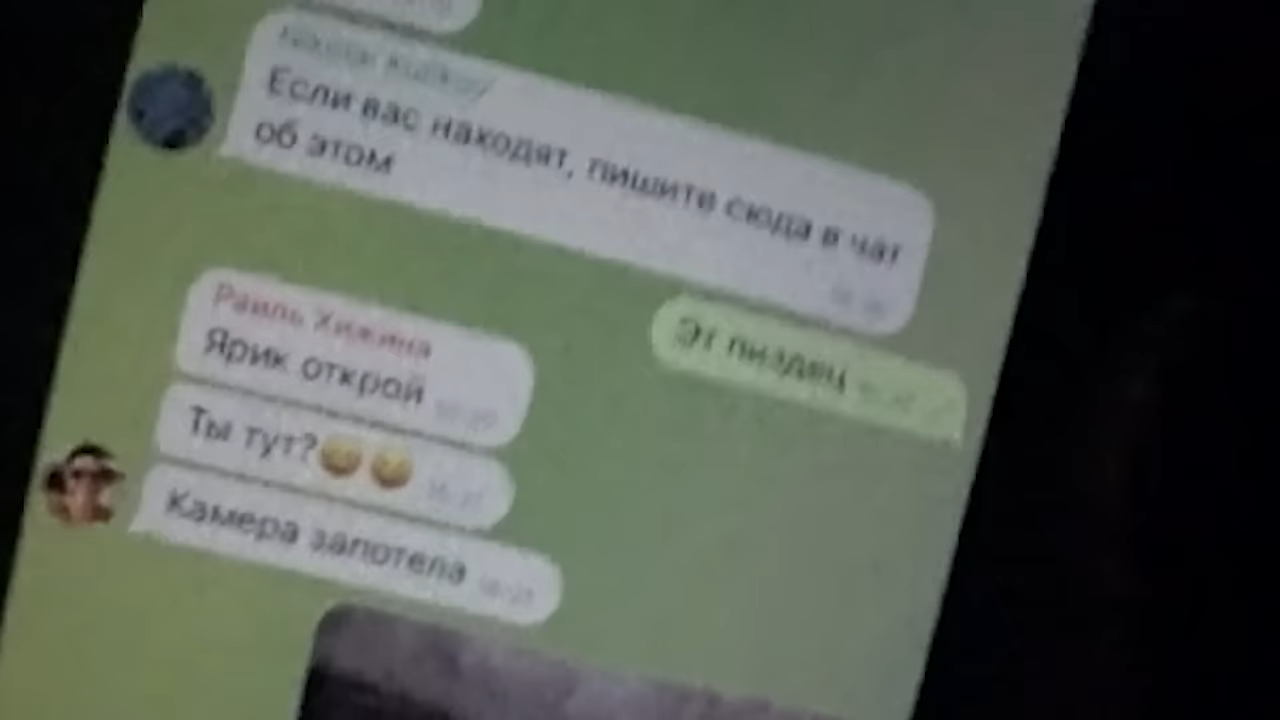 Если вас находят, пишите сюда в чат
об этом
Эт пиздец
Раиль Хижина
Ярик открой
Ты тут?😄😄
Камера запотела